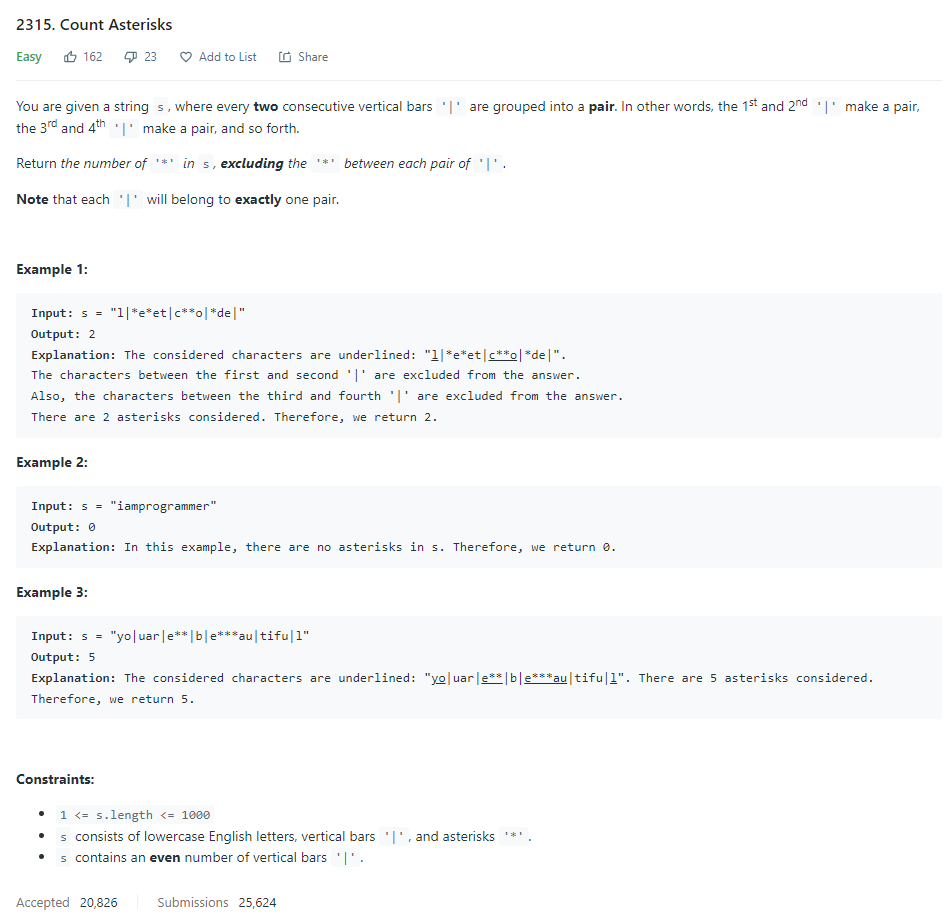 2315. Count Asterisks
Easy 162 23 Add to List Share
You are given a string s, where every two consecutive vertical bars '|' are grouped into a pair. In other words, the 1st and 2nd '|' make a pair,
the 3rd and 4th '|' make a pair, and so forth.
Return the number of '*' in s, excluding the '*' between each pair of '|'.
Note that each '|' will belong to exactly one pair.
Example 1:
Input: s = "l|*e*et|c**o|*de|"
Output: 2
Explanation: The considered characters are underlined: "l|*e*et|c**o|*de|".
The characters between the first and second '|' are excluded from the answer.
Also, the characters between the third and fourth '|' are excluded from the answer.
There are 2 asterisks considered. Therefore, we return 2.
Example 2:
Input: s = "iamprogrammer"
Output: 0
Explanation: In this example, there are no asterisks in s. Therefore, we return 0.
Example 3:
Input: s = "yo|uar|e**|b|e***au|tifu|l"
Output: 5
Explanation: The considered characters are underlined: "yo|uar|e**|b|e***au|tifu|l". There are 5 asterisks considered.
Therefore, we return 5.
Constraints:
• 1 <= s.length <= 1000
• s consists of lowercase English letters, vertical bars '|', and asterisks '*'.
• s contains an even number of vertical bars '|'.
Accepted 20,826 Submissions 25,624